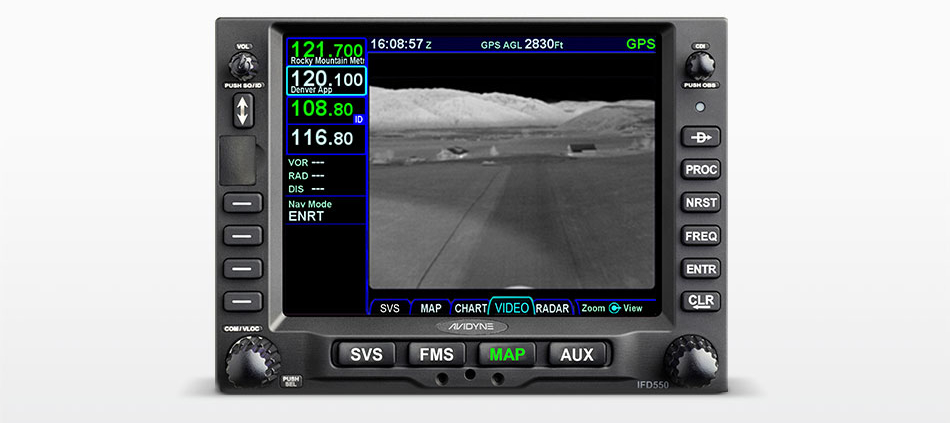 VOL
PUSH SQ/ID
121.700
Rocky Mountain Metr
120.100
Denver App
108.80
ID
116.80
VOR ---
RAD ---
DIS ---
Nav Mode
ENRT
16:08:57 Z
GPS AGL 2830Ft
GPS
SVS
MAP
CHART
VIDEO
RADAR
Zoom
View
CDI
PUSH OBS
D
PROC
NRST
FREQ
ENTR
CLR
COM/VLOC
PUSH
SEL
AVIDYNE
SVS
FMS
MAP
AUX
IFD550